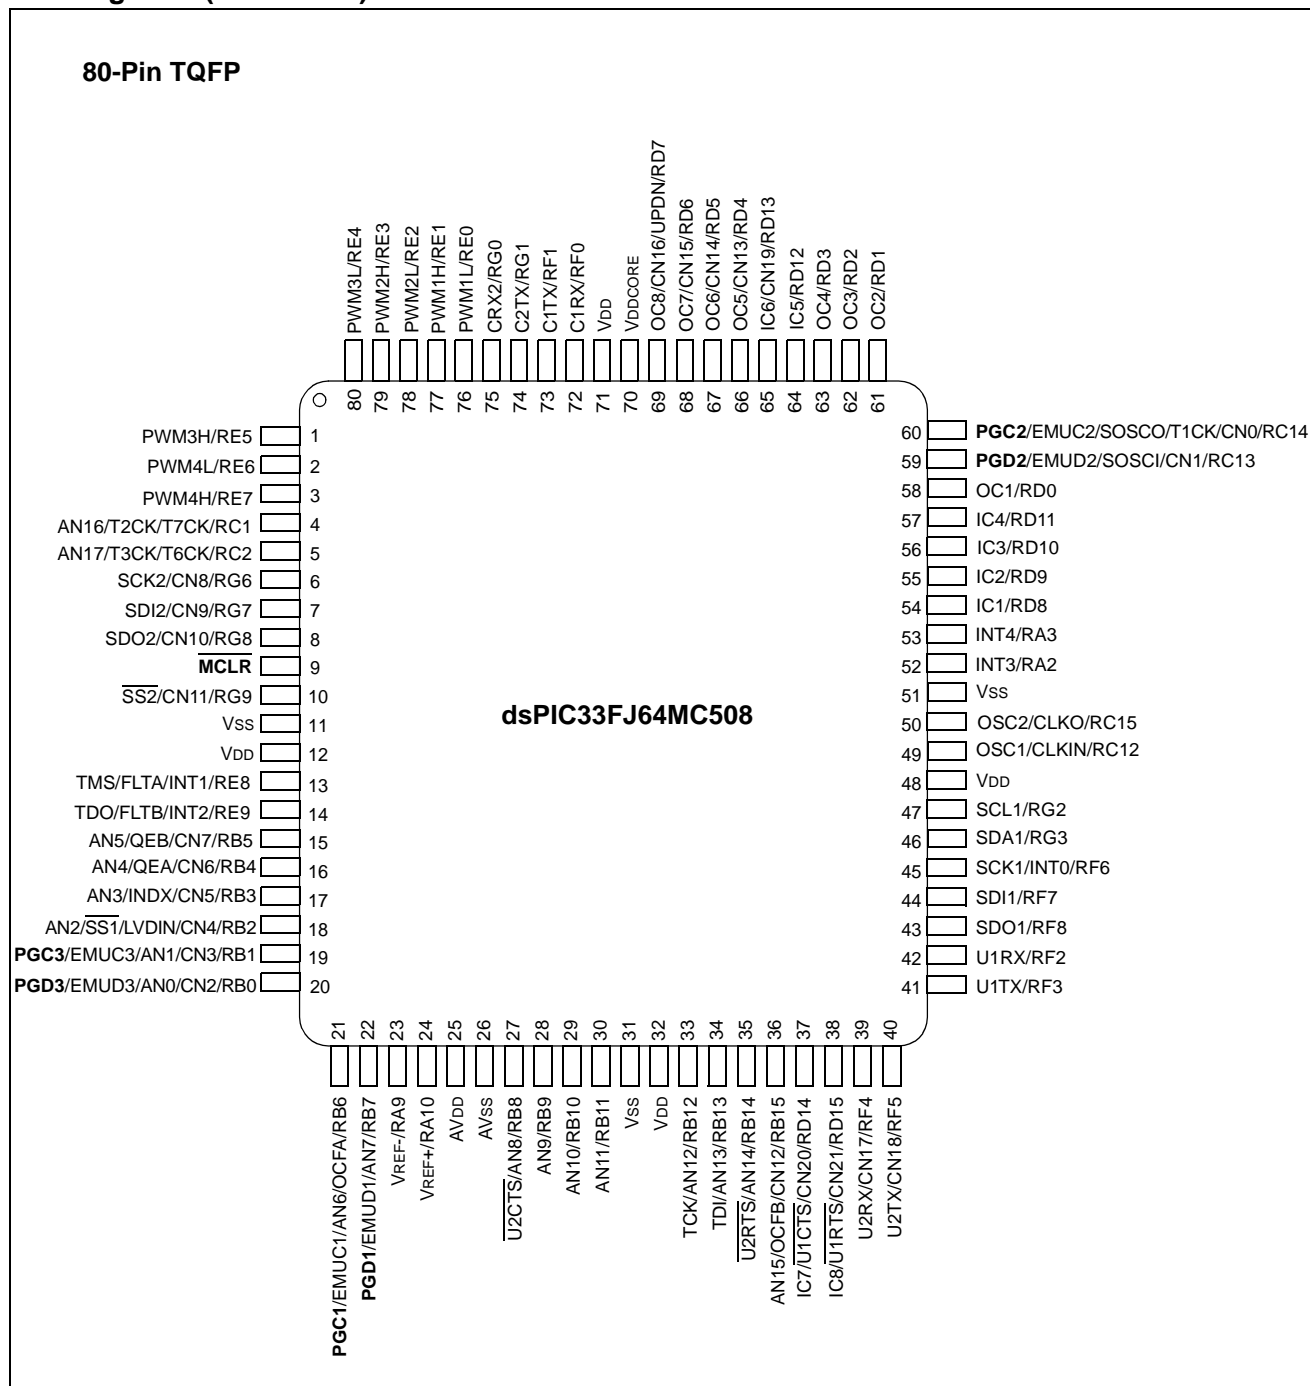 80-Pin TQFP
PWM3L/RE4
PWM2H/RE3
PWM2L/RE2
PWM1H/RE1
PWM1L/RE0
CRX2/RG0
C2TX/RG1
C1TX/RF1
C1RX/RF0
VDD
VDDCORE
OC8/CN16/UPDN/RD7
OC7/CN15/RD6
OC6/CN14/RD5
OC5/CN13/RD4
IC6/CN19/RD13
IC5/RD12
OC4/RD3
OC3/RD2
OC2/RD1
80
79
78
77
76
75
74
73
72
71
70
69
68
67
66
65
64
63
62
61
PWM3H/RE5 1
PWM4L/RE6 2
PWM4H/RE7 3
AN16/T2CK/T7CK/RC1 4
AN17/T3CK/T6CK/RC2 5
SCK2/CN8/RG6 6
SDI2/CN9/RG7 7
SDO2/CN10/RG8 8
MCLR 9
SS2/CN11/RG9 10
VSS 11
VDD 12
TMS/FLTA/INT1/RE8 13
TDO/FLTB/INT2/RE9 14
AN5/QEB/CN7/RB5 15
AN4/QEA/CN6/RB4 16
AN3/INDX/CN5/RB3 17
AN2/SS1/LVDIN/CN4/RB2 18
PGC3/EMUC3/AN1/CN3/RB1 19
PGD3/EMUD3/AN0/CN2/RB0 20
dsPIC33FJ64MC508
60 PGC2/EMUC2/SOSCO/T1CK/CN0/RC14
59 PGD2/EMUD2/SOSCI/CN1/RC13
58 OC1/RD0
57 IC4/RD11
56 IC3/RD10
55 IC2/RD9
54 IC1/RD8
53 INT4/RA3
52 INT3/RA2
51 VSS
50 OSC2/CLKO/RC15
49 OSC1/CLKIN/RC12
48 VDD
47 SCL1/RG2
46 SDA1/RG3
45 SCK1/INT0/RF6
44 SDI1/RF7
43 SDO1/RF8
42 U1RX/RF2
41 U1TX/RF3
21
22
23
24
25
26
27
28
29
30
31
32
33
34
35
36
37
38
39
40
PGC1/EMUC1/AN6/OCFA/RB6
PGD1/EMUD1/AN7/RB7
VREF-/RA9
VREF+/RA10
AVDD
AVSS
U2CTS/AN8/RB8
AN9/RB9
AN10/RB10
AN11/RB11
VSS
VDD
TCK/AN12/RB12
TDI/AN13/RB13
U2RTS/AN14/RB14
AN15/OCFB/CN12/RB15
IC7/U1CTS/CN20/RD14
IC8/U1RTS/CN21/RD15
U2RX/CN17/RF4
U2TX/CN18/RF5